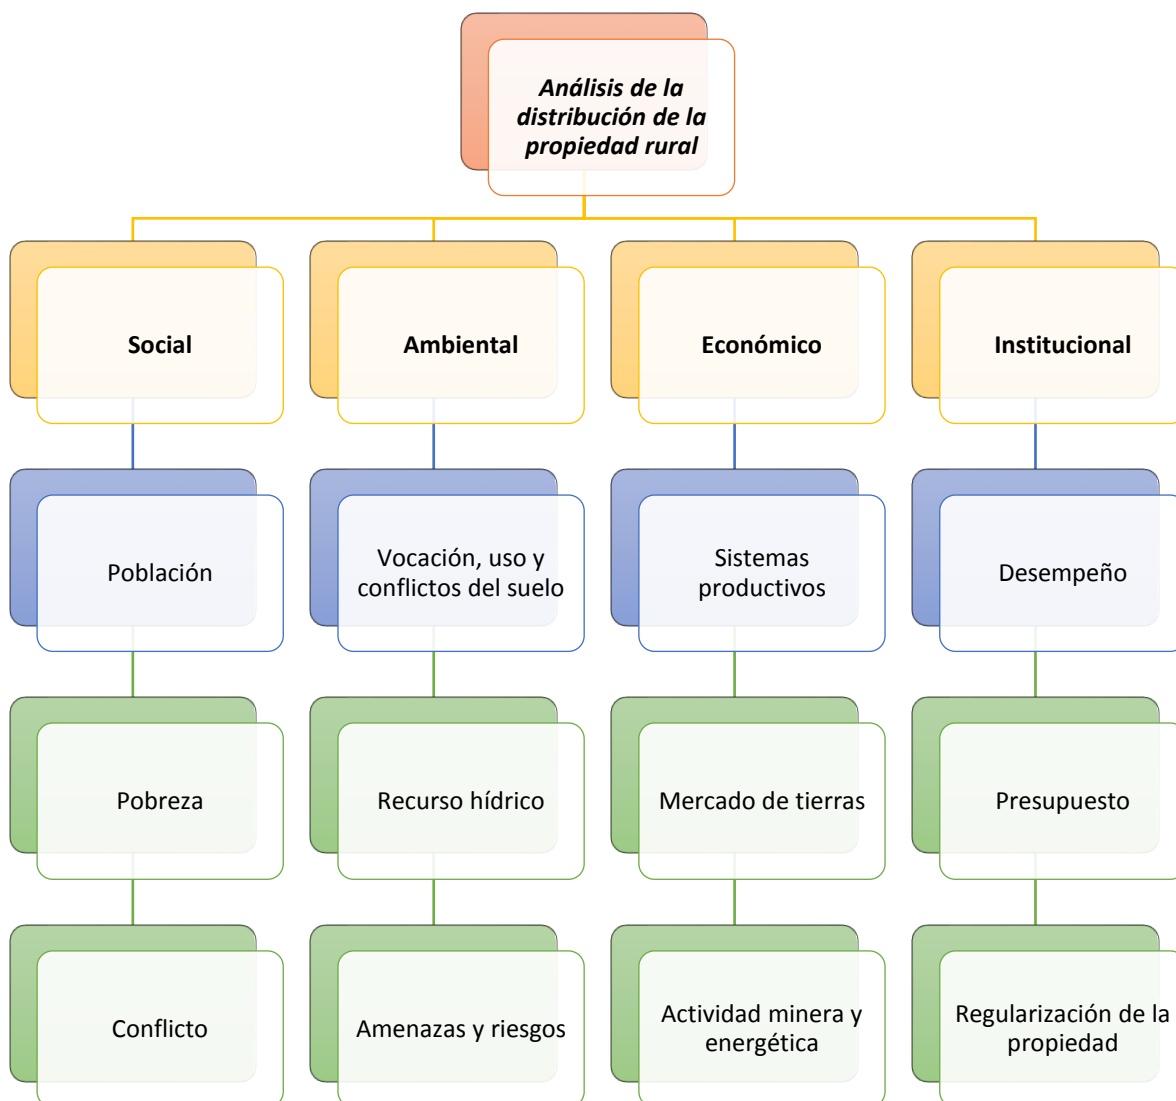 Análisis de la
distribución de la
propiedad rural
Social
Ambiental
Económico
Institucional
Población
Vocación, uso y
conflictos del suelo
Sistemas
productivos
Desempeño
Pobreza
Recurso hídrico
Mercado de tierras
Presupuesto
Conflicto
Amenazas y riesgos
Actividad minera y
energética
Regularización de la
propiedad